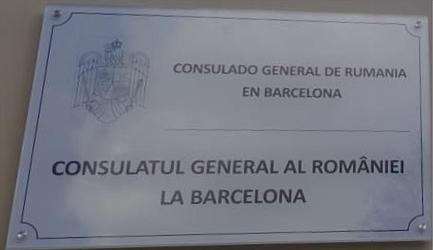 CONSULADO GENERAL DE RUMANIA
EN BARCELONA
CONSULATUL GENERAL AL ROMÂNIEI
LA BARCELONA